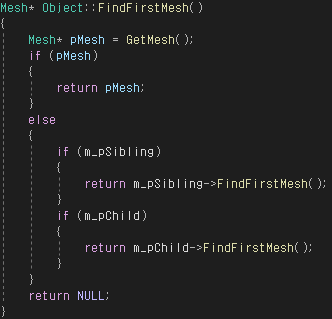 Mesh* Object::FindFirstMesh()
{
    Mesh* pMesh = GetMesh();
    if (pMesh)
    {
        return pMesh;
    }
    else
    {
        if (m_pSibling)
        {
            return m_pSibling->FindFirstMesh();
        }
        if (m_pChild)
        {
            return m_pChild->FindFirstMesh();
        }
    }
    return NULL;
}